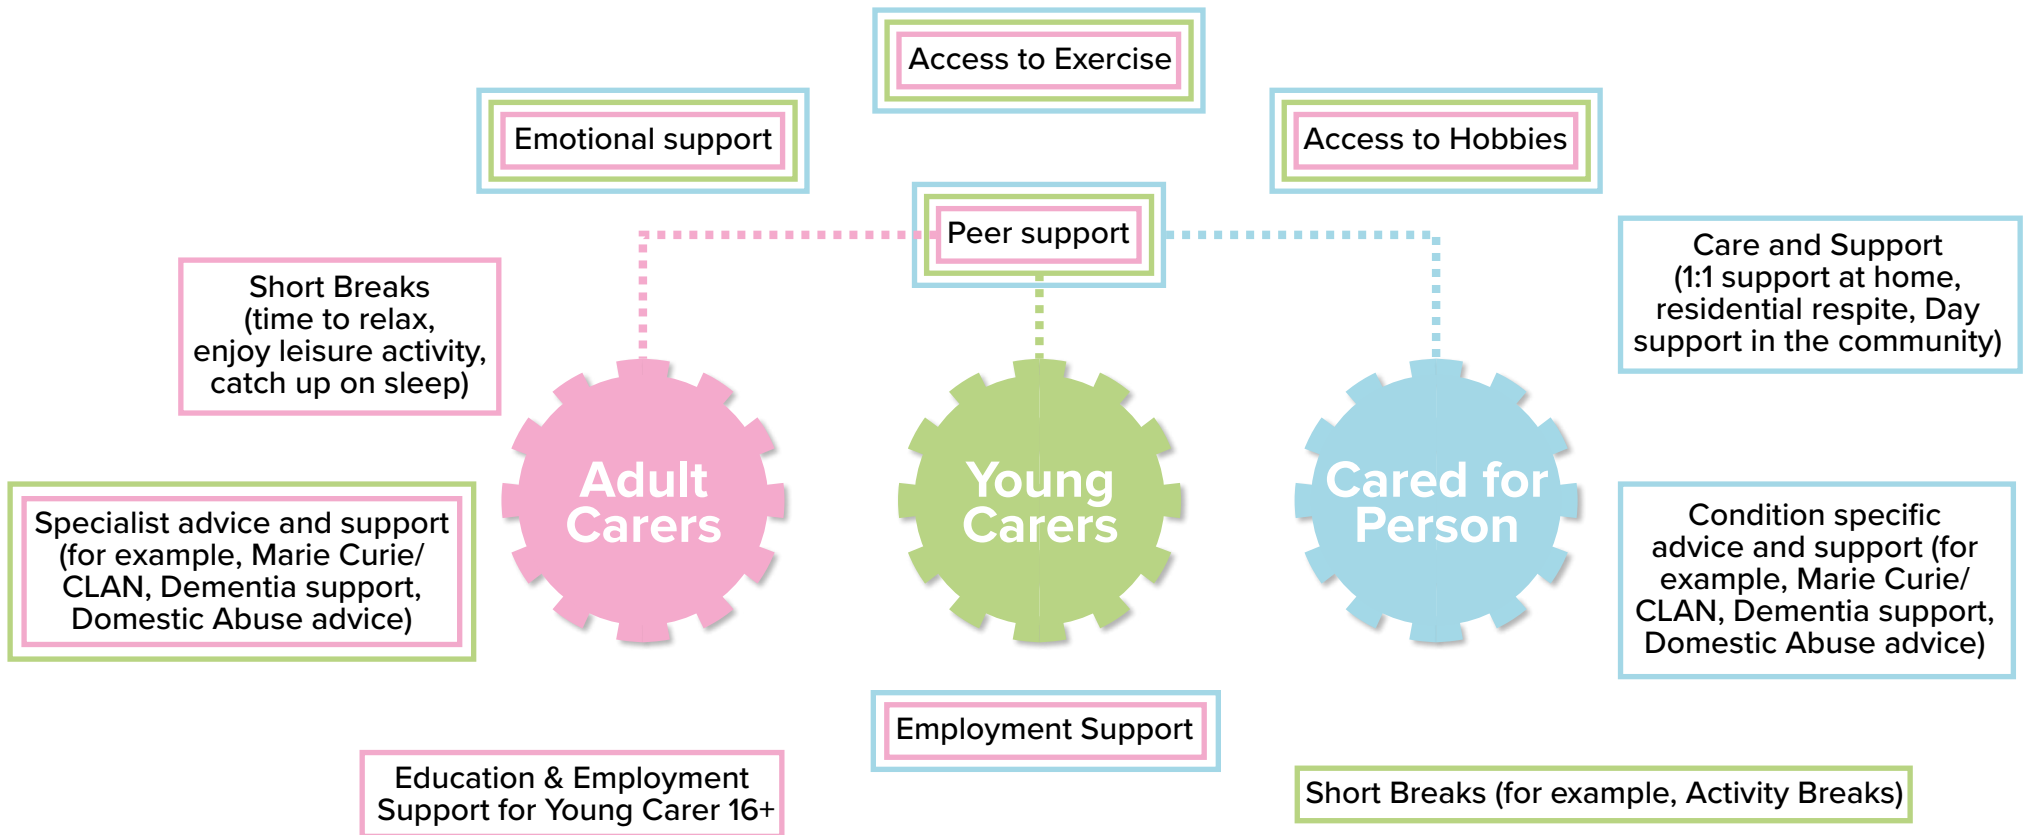 Access to Exercise
Emotional support
Access to Hobbies
Peer support
Short Breaks
(time to relax,
enjoy leisure activity,
catch up on sleep)
Care and Support
(1:1 support at home,
residential respite, Day
support in the community)
Adult
Carers
Young
Carers
Cared for
Person
Specialist advice and support
(for example, Marie Curie/
CLAN, Dementia support,
Domestic Abuse advice)
Condition specific
advice and support (for
example, Marie Curie/
CLAN, Dementia support,
Domestic Abuse advice)
Employment Support
Education & Employment
Support for Young Carer 16+
Short Breaks (for example, Activity Breaks)